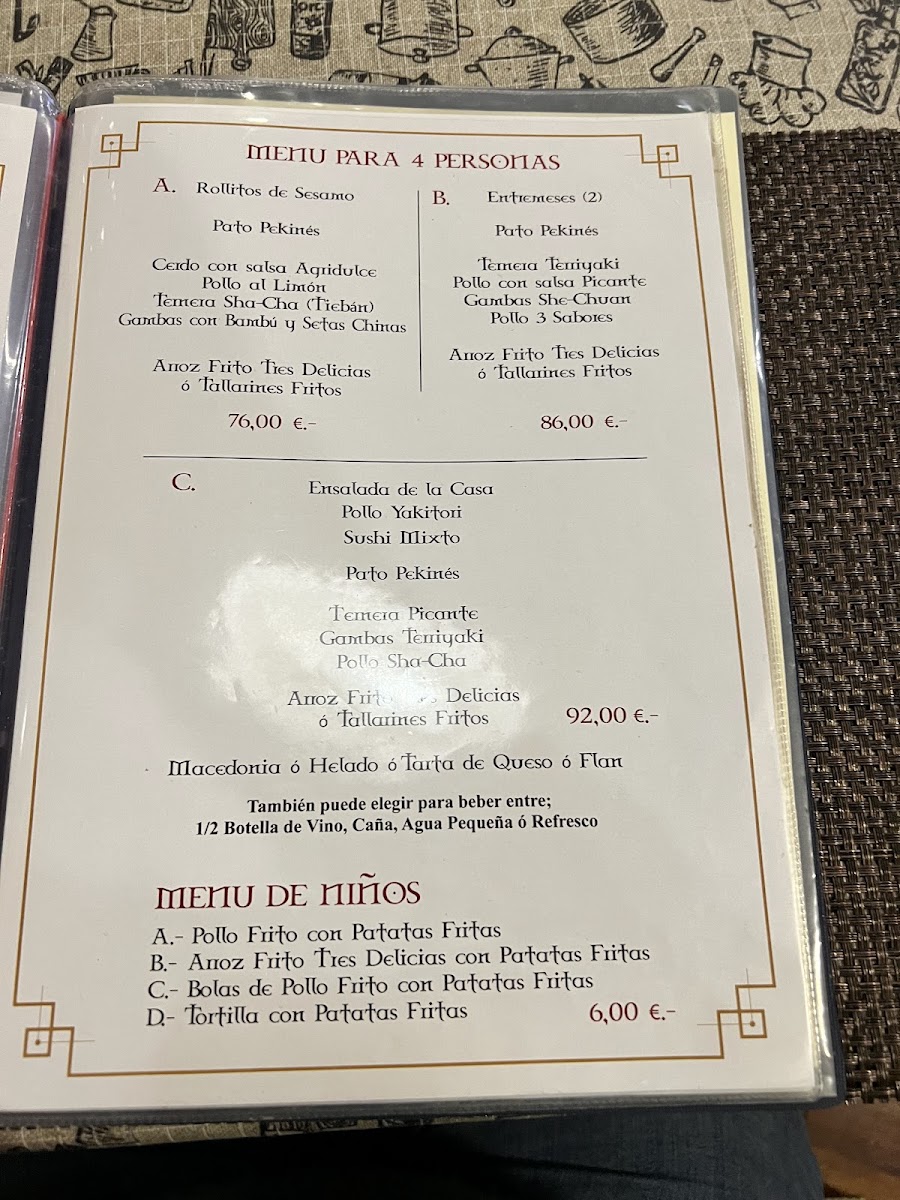 MENU PARA 4 PERSONAS
A. Rollitos de Sesamo
Pato Pekinés
Cerdo con salsa Agridulce
Pollo al Limón
Ternera Sha-Cha (Tiebán)
Gambas con Bambú y Setas Chinas
Arroz Frito Tres Delicias
ó Tallarines Fritos
76,00 €.-
B. Entremeses (2)
Pato Pekinés
Ternera Terriyaki
Pollo con salsa Picante
Gambas She-Chuan
Pollo 3 Sabores
Arroz Frito Tres Delicias
ó Tallarines Fritos
86,00 €.-
C. Ensalada de la Casa
Pollo Yakitori
Sushi Mixto
Pato Pekinés
Ternera Picante
Gambas Terriyaki
Pollo Sha-Cha
Arroz Frito Tres Delicias
ó Tallarines Fritos 92,00 €.-
Macedonia ó Helado ó Tarta de Queso ó Flan
También puede elegir para beber entre;
1/2 Botella de Vino, Caña, Agua Pequeña ó Refresco
MENU DE NIÑOS
A.- Pollo Frito con Patatas Fritas
B.- Arroz Frito Tres Delicias con Patatas Fritas
C.- Bolas de Pollo Frito con Patatas Fritas
D.- Tortilla con Patatas Fritas 6,00 €.-